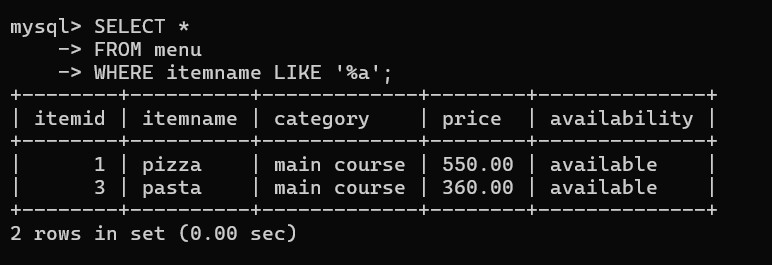 mysql> SELECT *
    -> FROM menu
    -> WHERE itemname LIKE '%a';
+--------+----------+-------------+--------+--------------+
| itemid | itemname | category    | price  | availability |
+--------+----------+-------------+--------+--------------+
|      1 | pizza    | main course | 550.00 | available    |
|      3 | pasta    | main course | 360.00 | available    |
+--------+----------+-------------+--------+--------------+
2 rows in set (0.00 sec)